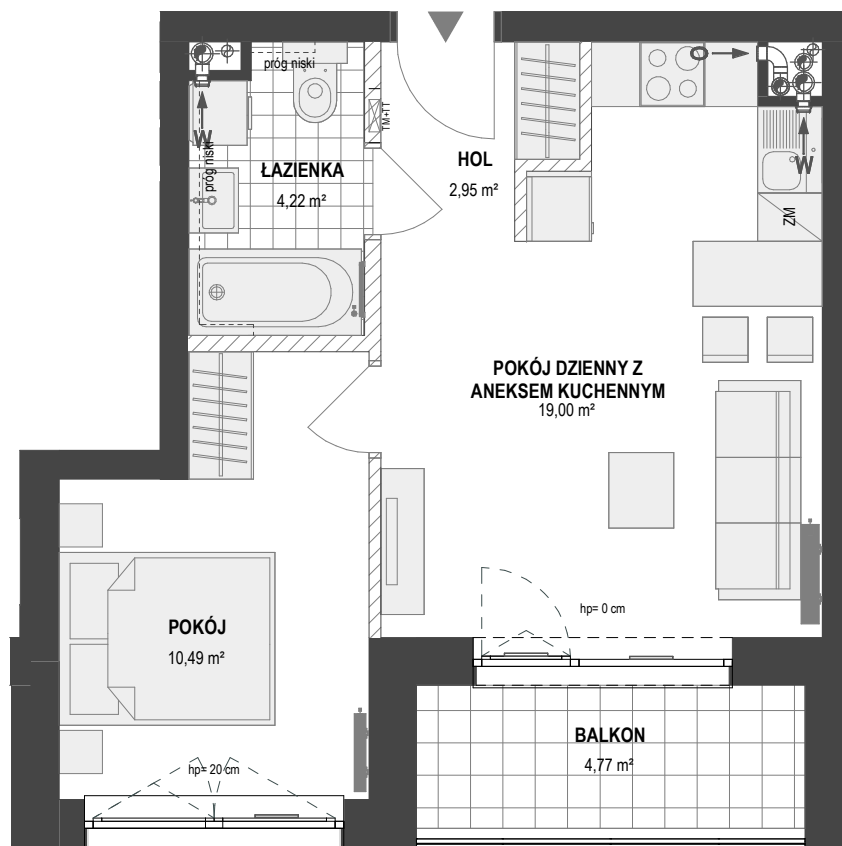 próg niski
TM+TT
O
W
ŁAZIENKA
4,22 m²
próg niski
HOL
2,95 m²
W
ZM
POKÓJ DZIENNY Z
ANEKSEM KUCHENNYM
19,00 m²
hp= 0 cm
POKÓJ
10,49 m²
BALKON
4,77 m²
hp= 20 cm